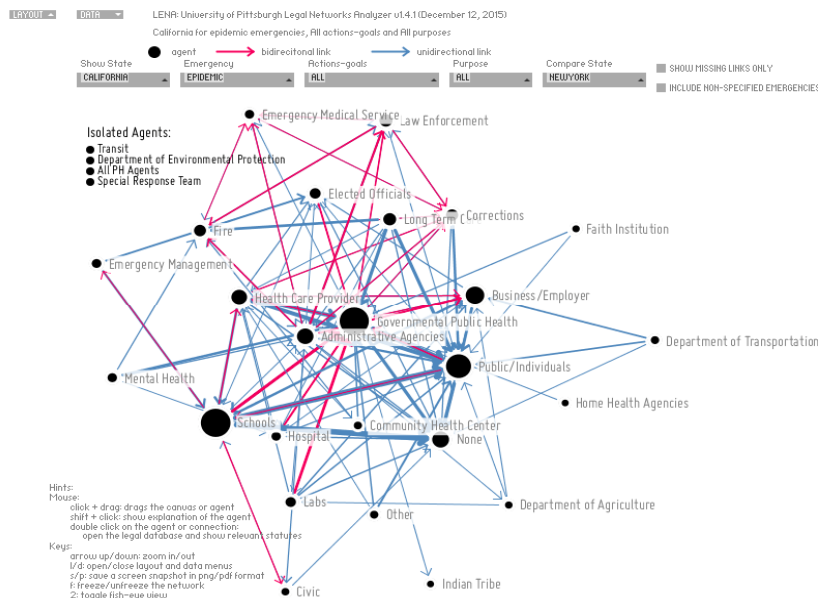 LAYOUT DATA LENA: University of Pittsburgh Legal Networks Analyzer v1.4.1 (December 12, 2015)
California for epidemic emergencies, All actions-goals and All purposes
agent bidirecitonal link unidirectional link
Show State Emergency Actions-goals Purpose Compare State
CALIFORNIA EPIDEMIC ALL ALL NEWYORK
SHOW MISSING LINKS ONLY
INCLUDE NON-SPECIFIED EMERGENCIES
Emergency Medical Service
Law Enforcement
Isolated Agents:
Transit
Department of Environmental Protection
All PH Agents
Special Response Team
Elected Officials
Long Term C
Corrections
Fire
Faith Institution
Emergency Management
Health Care Provider
Business/Employer
Governmental Public Health
Administrative Agencies
Department of Transportation
Public/Individuals
Mental Health
Home Health Agencies
Schools
Community Health Center
Hospital
None
Labs
Other
Department of Agriculture
Hints:
Mouse:
click + drag: drags the canvas or agent
shift + click: show explanation of the agent
double click on the agent or connection:
open the legal database and show relevant statures
Keys:
arrow up/down: zoom in/out
l/d: open/close layout and data menus
s/p: save a screen snapshot in png/pdf format
f: freeze/unfreeze the network
2: toggle fish-eye view
Indian Tribe
Civic